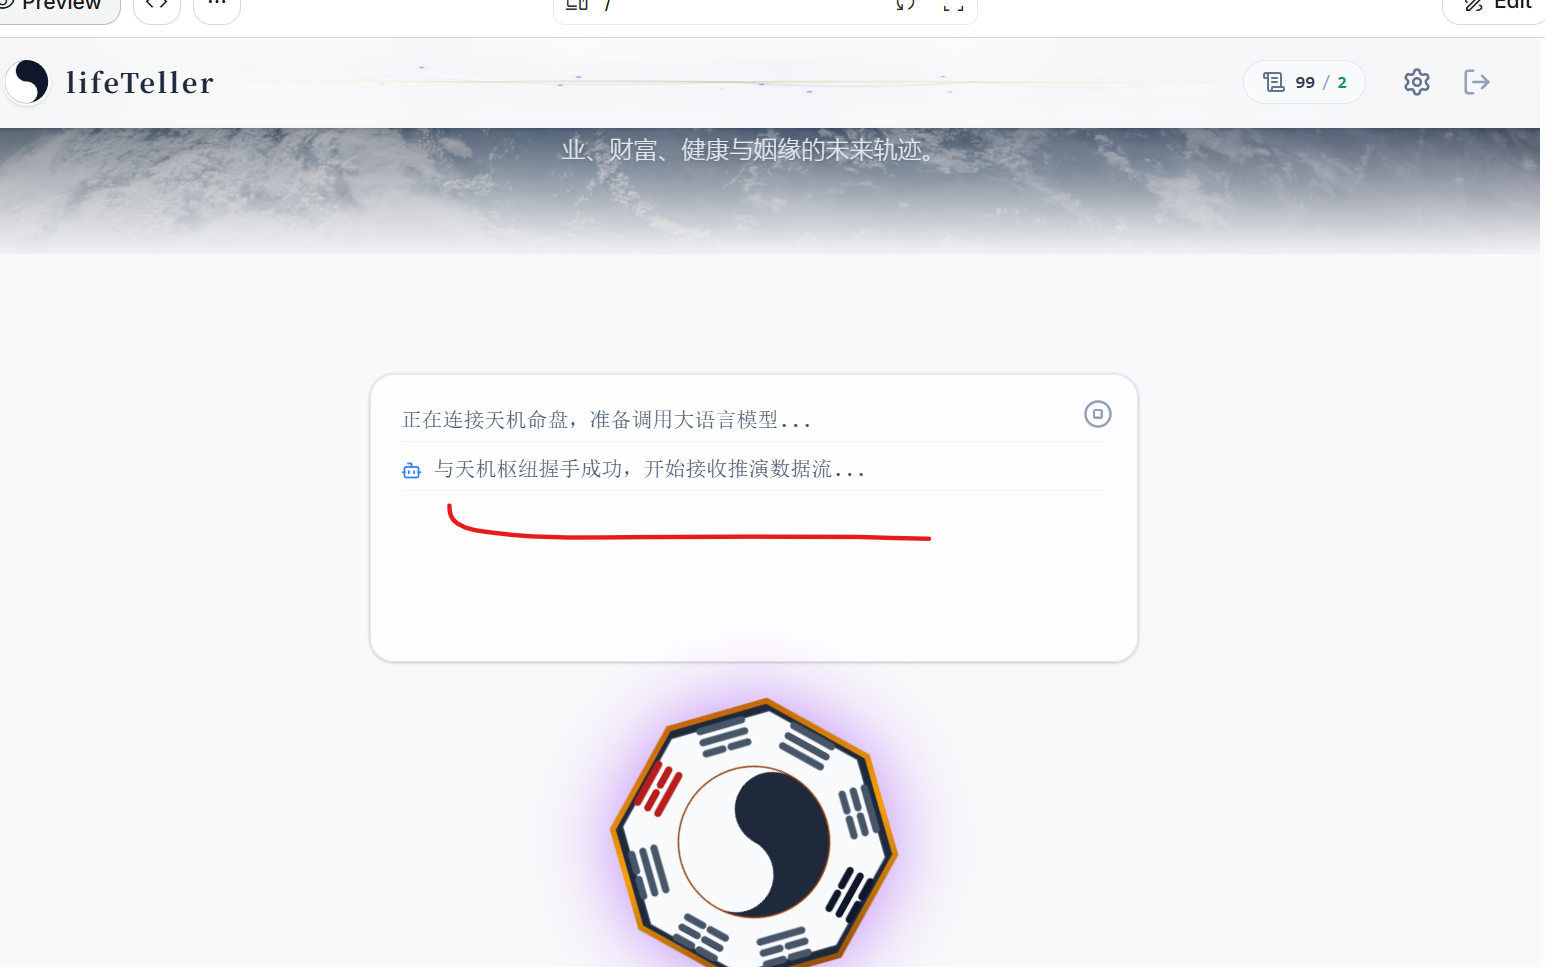 Preview
/
Edit
lifeTeller
99 / 2
业、财富、健康与姻缘的未来轨迹。
正在连接天机命盘，准备调用大语言模型...
与天机枢纽握手成功，开始接收推演数据流...